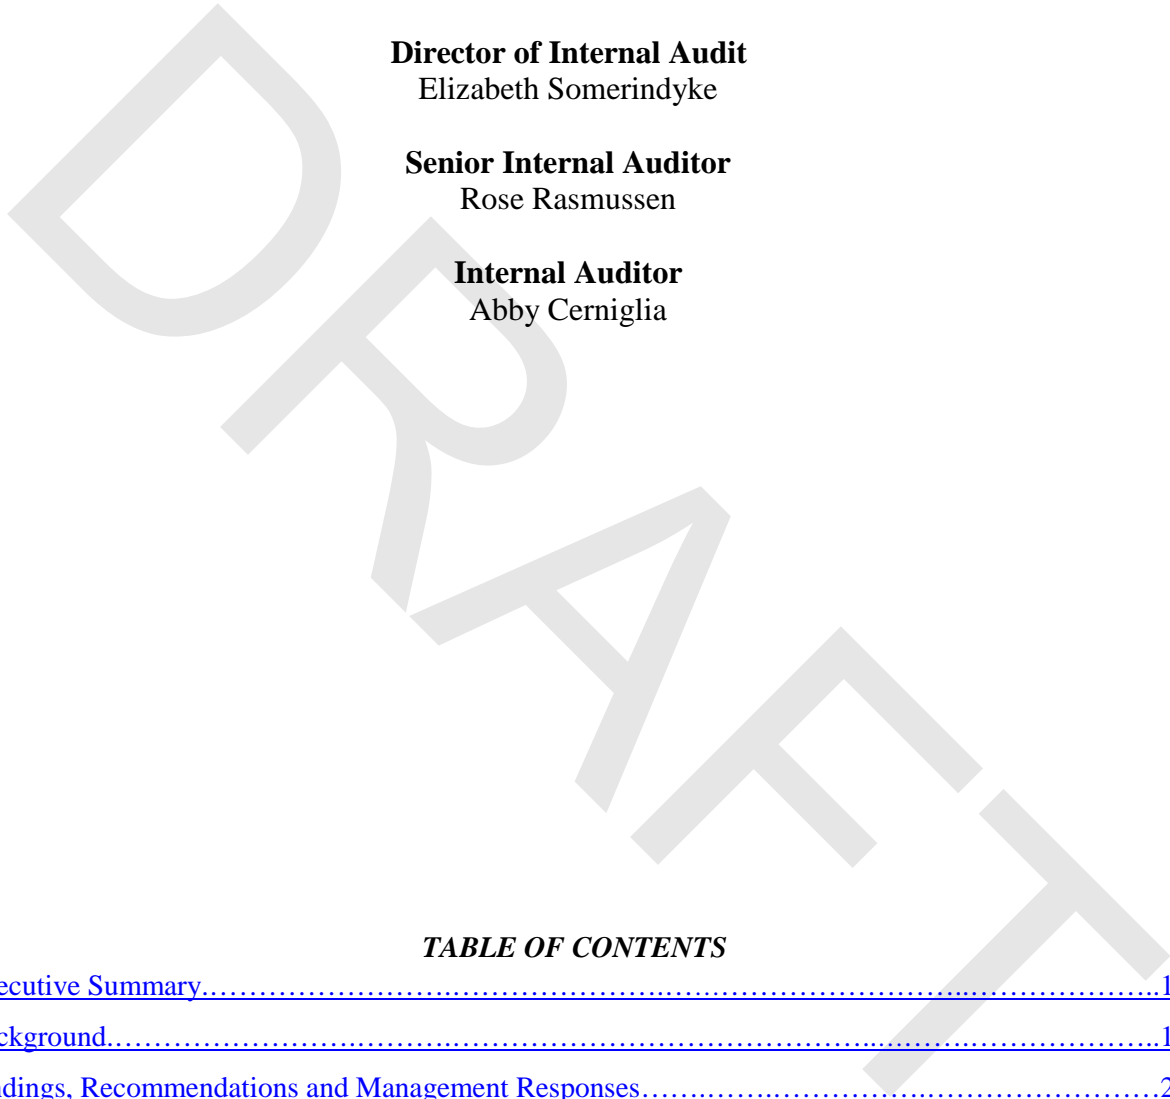 Director of Internal Audit
Elizabeth Somerindyke
Senior Internal Auditor
Rose Rasmussen
Internal Auditor
Abby Cerniglia
DRAFT
TABLE OF CONTENTS
ecutive Summary.……………………………………………………………………………………..1
ckground.……………………………………………………………………………………………..1
ndings, Recommendations and Management Responses………………………………………………2